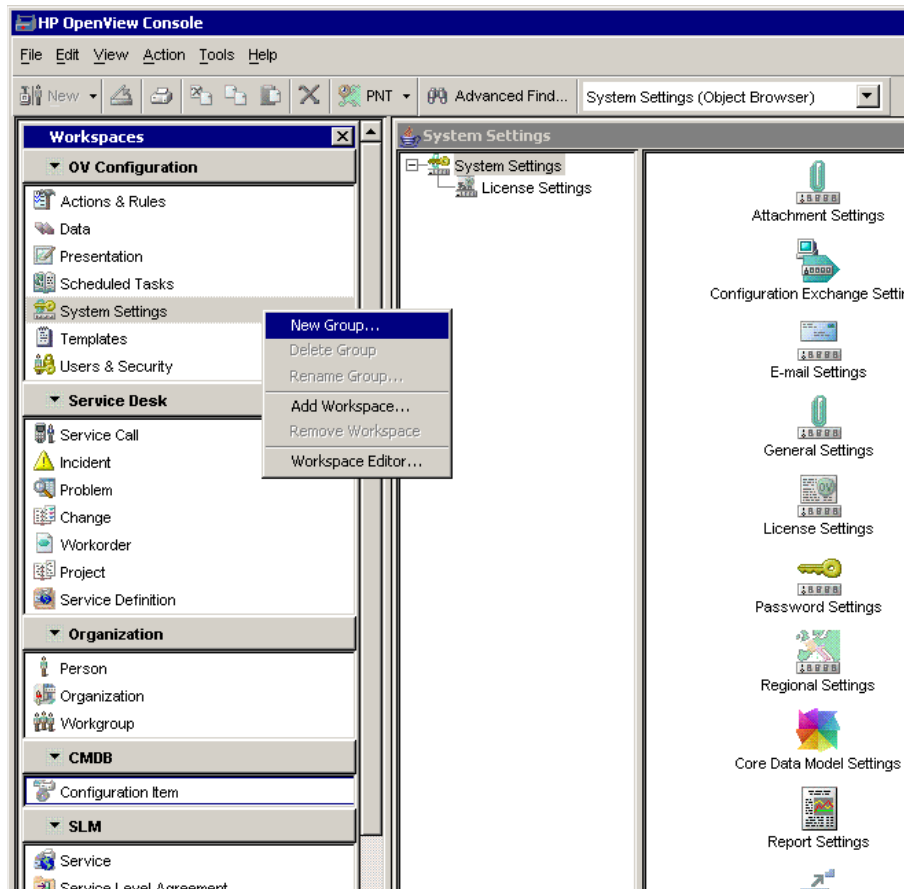 HP OpenView Console
File Edit View Action Tools Help
New PNT Advanced Find... System Settings (Object Browser)
Workspaces
OV Configuration
Actions & Rules
Data
Presentation
Scheduled Tasks
System Settings
Templates
Users & Security
Service Desk
Service Call
Incident
Problem
Change
Workorder
Project
Service Definition
Organization
Person
Organization
Workgroup
CMDB
Configuration Item
SLM
Service
Service Level Agreement
New Group...
Delete Group
Rename Group...
Add Workspace...
Remove Workspace
Workspace Editor...
System Settings
System Settings
License Settings
Attachment Settings
Configuration Exchange Settin
E-mail Settings
General Settings
License Settings
Password Settings
Regional Settings
Core Data Model Settings
Report Settings